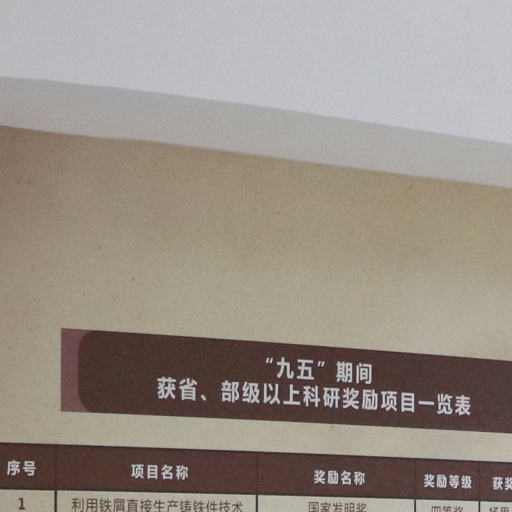 “九五”期间
获省、部级以上科研奖励项目一览表
序号 项目名称 奖励名称 奖励等级 获奖
1 利用铁屑直接生产铸铁件技术 国家发明奖 四等奖